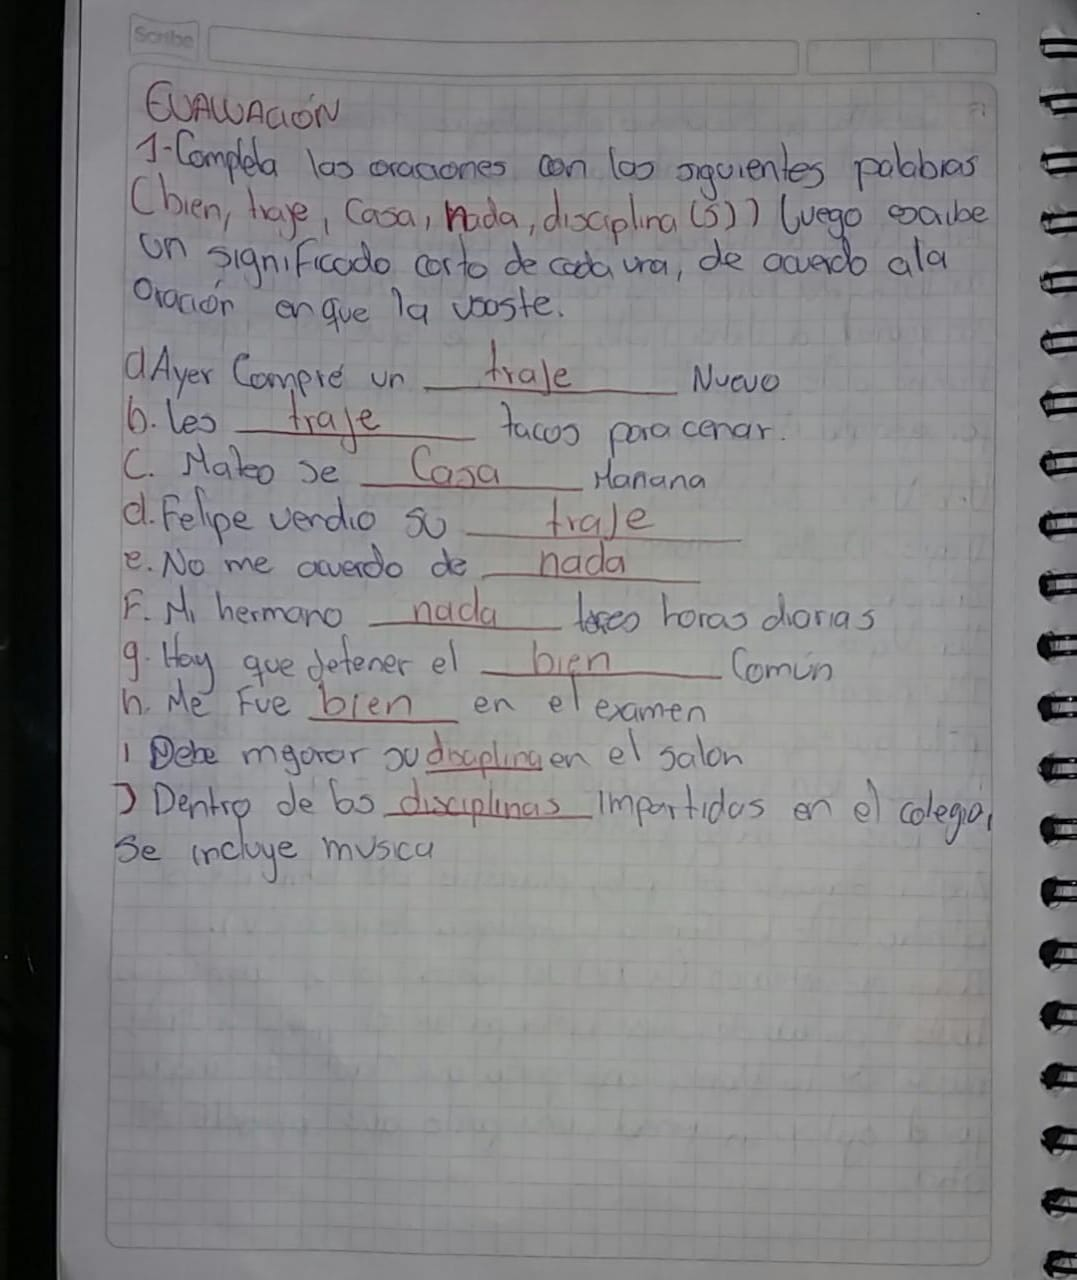 Scribe
EVALUACIÓN
1-Completa las oraciones con las siguientes palabras
(bien, traje, Casa, nada, disciplina (s)) luego escribe
un significado corto de cada una, de acuerdo a la
Oración en que la usaste.
a Ayer Compré un traje Nuevo
b. les traje tacos para cenar.
C. Mateo se Casa Mañana
d. Felipe vendio su traje
e. No me acuerdo de nada
F. Mi hermano nada horas diarias
g. Hay que defener el bien Común
h. Me Fue bien en el examen
i Debe mejorar su disciplina en el salon
J Dentro de los disciplinas Impartidas en el colegio,
Se incluye musica